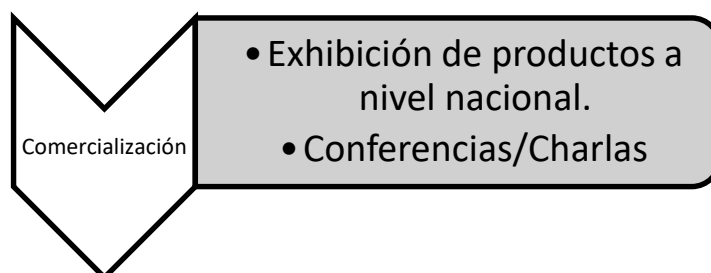 Comercialización
•Exhibición de productos a
nivel nacional.
•Conferencias/Charlas